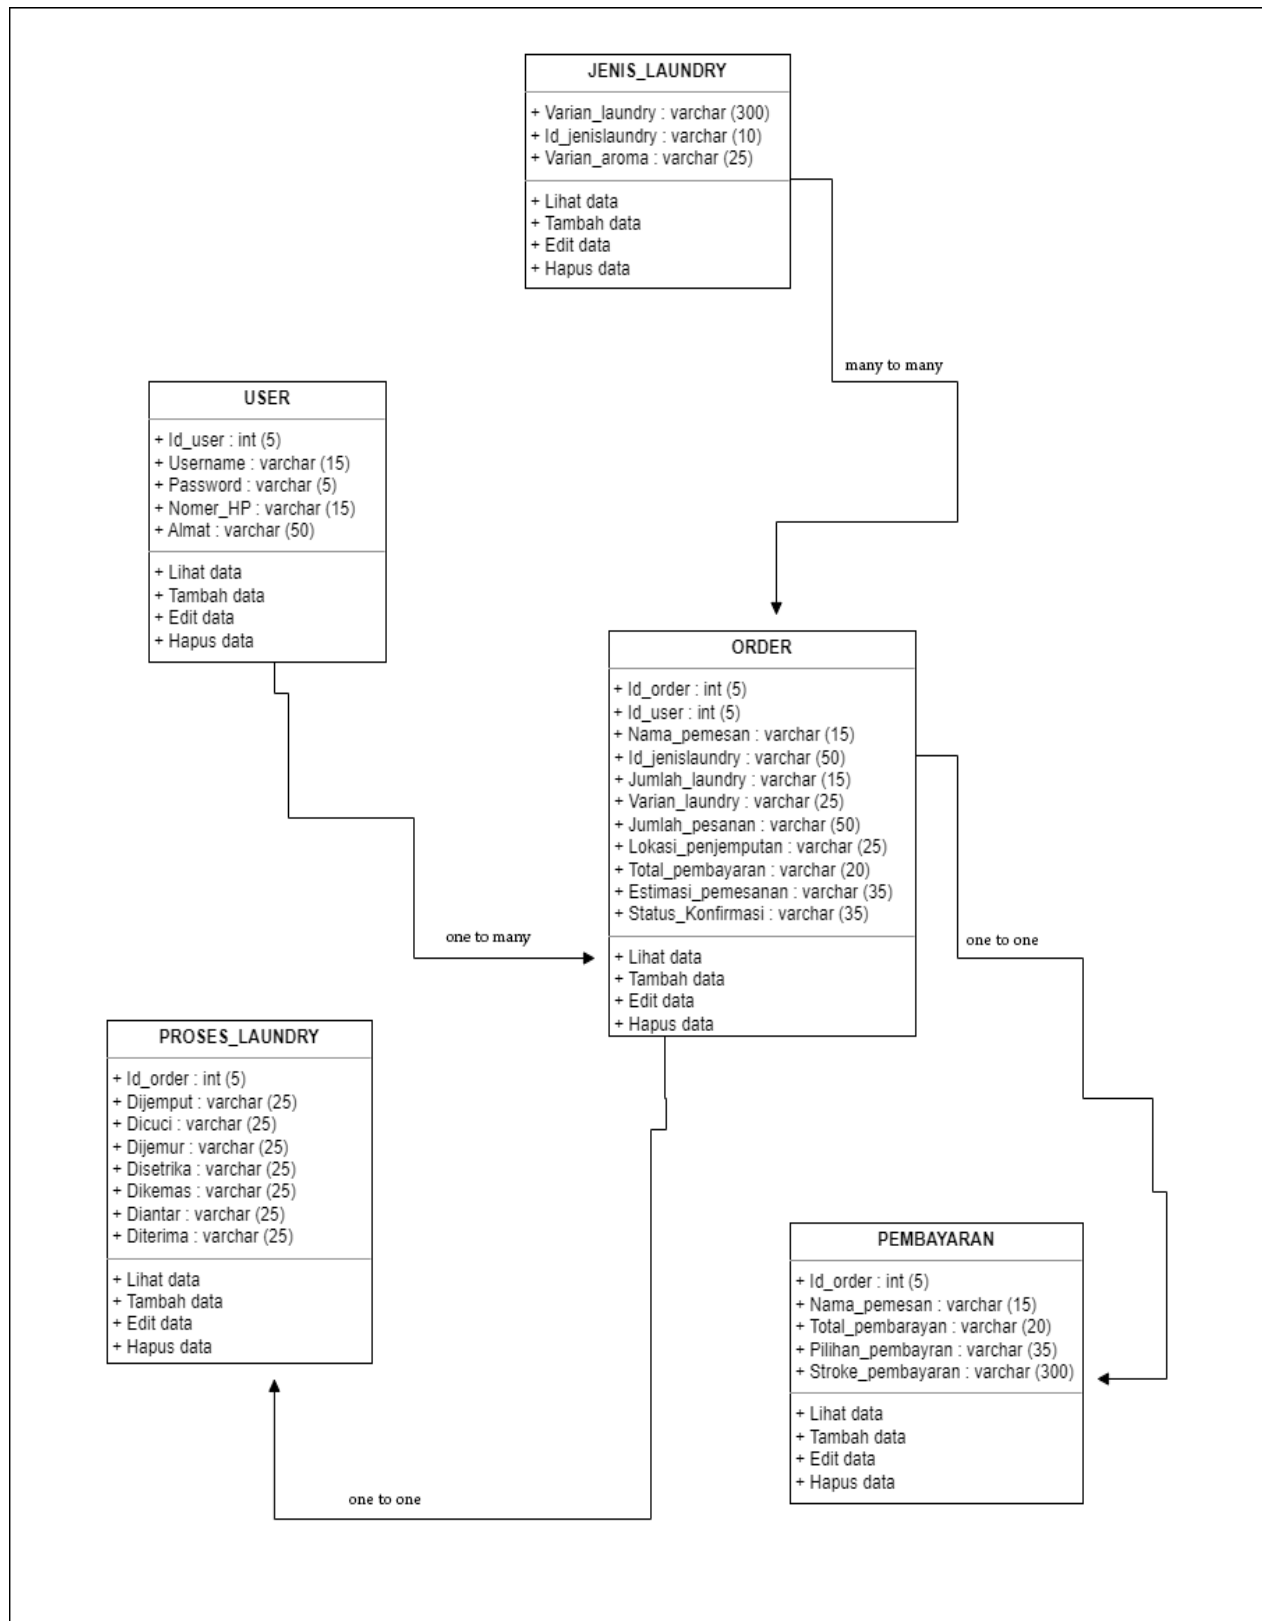 JENIS_LAUNDRY
+ Varian_laundry : varchar (300)
+ Id_jenislaundry : varchar (10)
+ Varian_aroma : varchar (25)
+ Lihat data
+ Tambah data
+ Edit data
+ Hapus data
many to many
USER
+ Id_user : int (5)
+ Username : varchar (15)
+ Password : varchar (5)
+ Nomer_HP : varchar (15)
+ Almat : varchar (50)
+ Lihat data
+ Tambah data
+ Edit data
+ Hapus data
one to many
ORDER
+ Id_order : int (5)
+ Id_user : int (5)
+ Nama_pemesan : varchar (15)
+ Id_jenislaundry : varchar (50)
+ Jumlah_laundry : varchar (15)
+ Varian_laundry : varchar (25)
+ Jumlah_pesanan : varchar (50)
+ Lokasi_penjemputan : varchar (25)
+ Total_pembayaran : varchar (20)
+ Estimasi_pemesanan : varchar (35)
+ Status_Konfirmasi : varchar (35)
+ Lihat data
+ Tambah data
+ Edit data
+ Hapus data
one to one
PROSES_LAUNDRY
+ Id_order : int (5)
+ Dijemput : varchar (25)
+ Dicuci : varchar (25)
+ Dijemur : varchar (25)
+ Disetrika : varchar (25)
+ Dikemas : varchar (25)
+ Diantar : varchar (25)
+ Diterima : varchar (25)
+ Lihat data
+ Tambah data
+ Edit data
+ Hapus data
PEMBAYARAN
+ Id_order : int (5)
+ Nama_pemesan : varchar (15)
+ Total_pembarayan : varchar (20)
+ Pilihan_pembayran : varchar (35)
+ Stroke_pembayaran : varchar (300)
+ Lihat data
+ Tambah data
+ Edit data
+ Hapus data
one to one